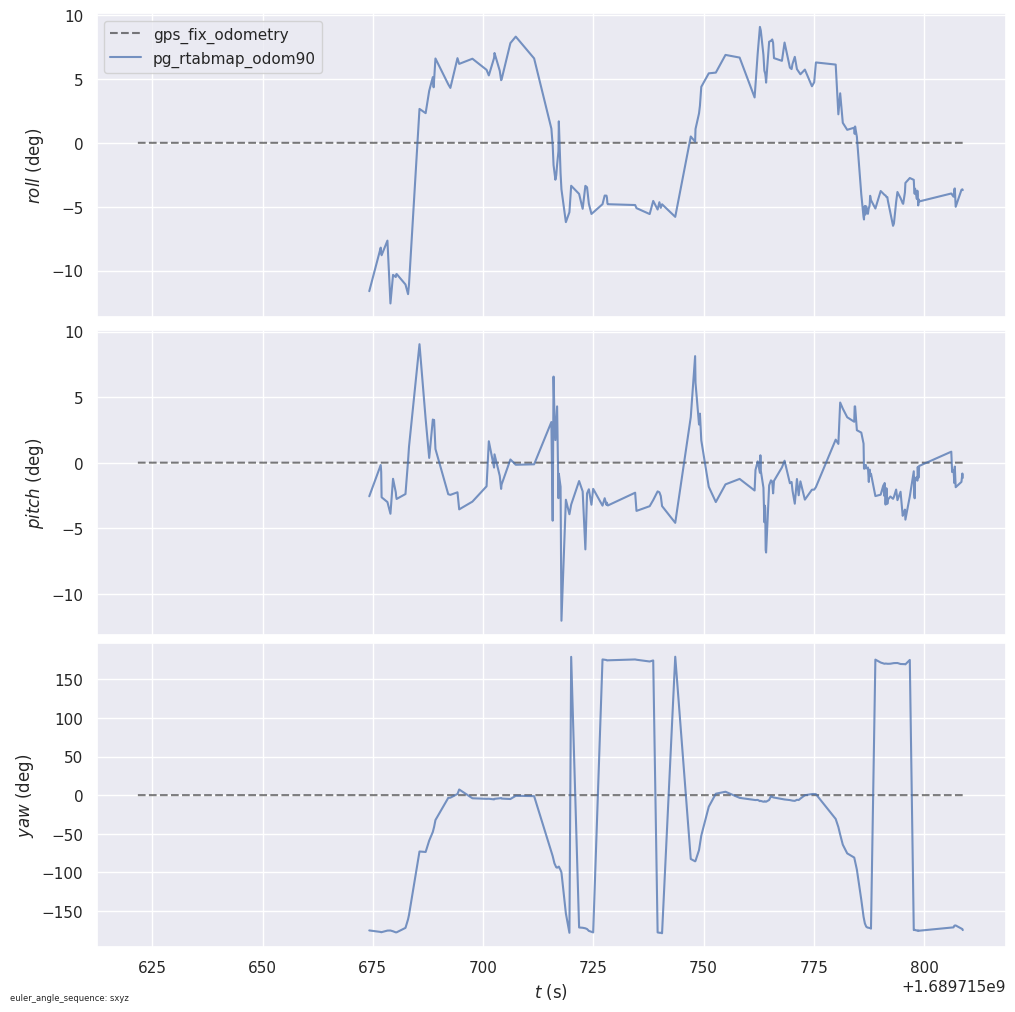 gps_fix_odometry
pg_rtabmap_odom90
10
5
0
−5
−10
roll (deg)
10
5
0
−5
−10
pitch (deg)
150
100
50
0
−50
−100
−150
yaw (deg)
625 650 675 700 725 750 775 800
+1.689715e9
t (s)
euler_angle_sequence: sxyz